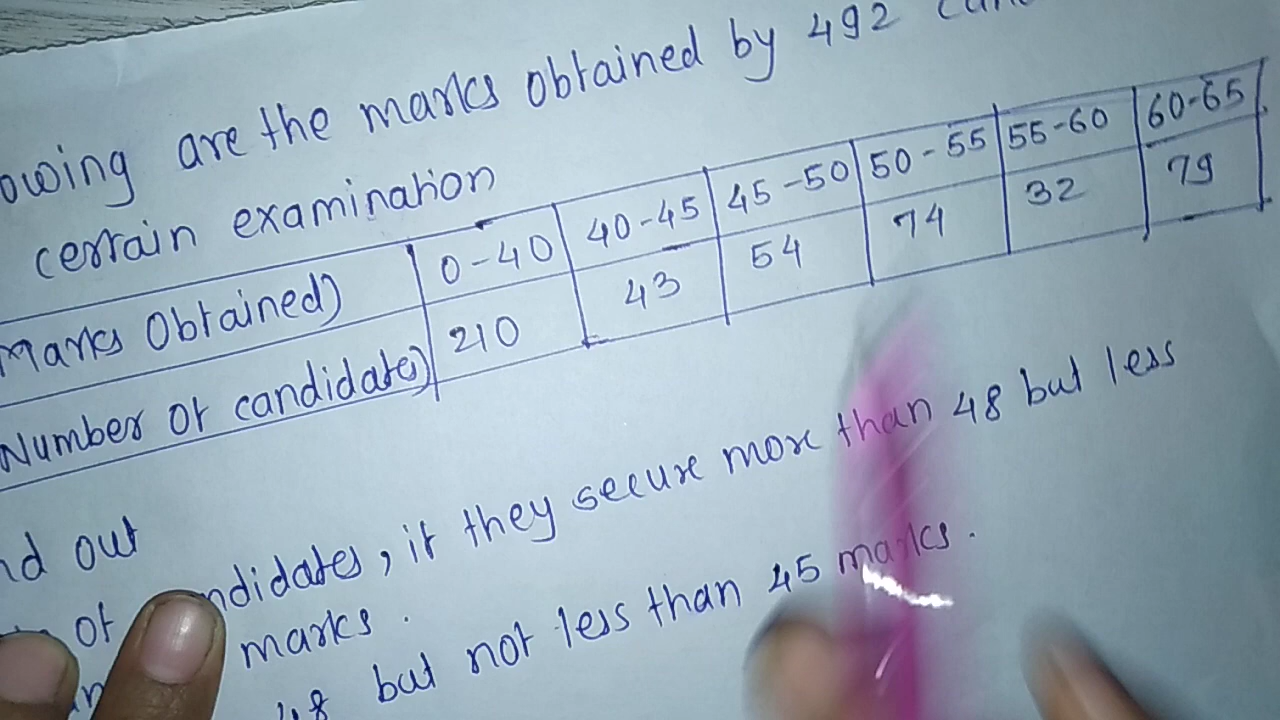 owing are the marks obtained by 492
certain examination
Marks Obtained) 0-40 40-45 45-50 50-55 55-60 60-65
Number of candidates) 210 43 54 74 32 79
nd out
of ndidates, if they secure more than 48 but less
marks.
48 but not less than 45 marks.